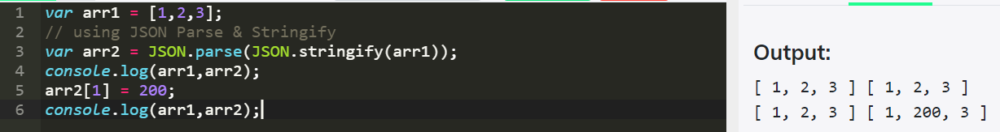 1 var arr1 = [1,2,3];
2 // using JSON Parse & Stringify
3 var arr2 = JSON.parse(JSON.stringify(arr1));
4 console.log(arr1,arr2);
5 arr2[1] = 200;
6 console.log(arr1,arr2);
Output:
[ 1, 2, 3 ] [ 1, 2, 3 ]
[ 1, 2, 3 ] [ 1, 200, 3 ]